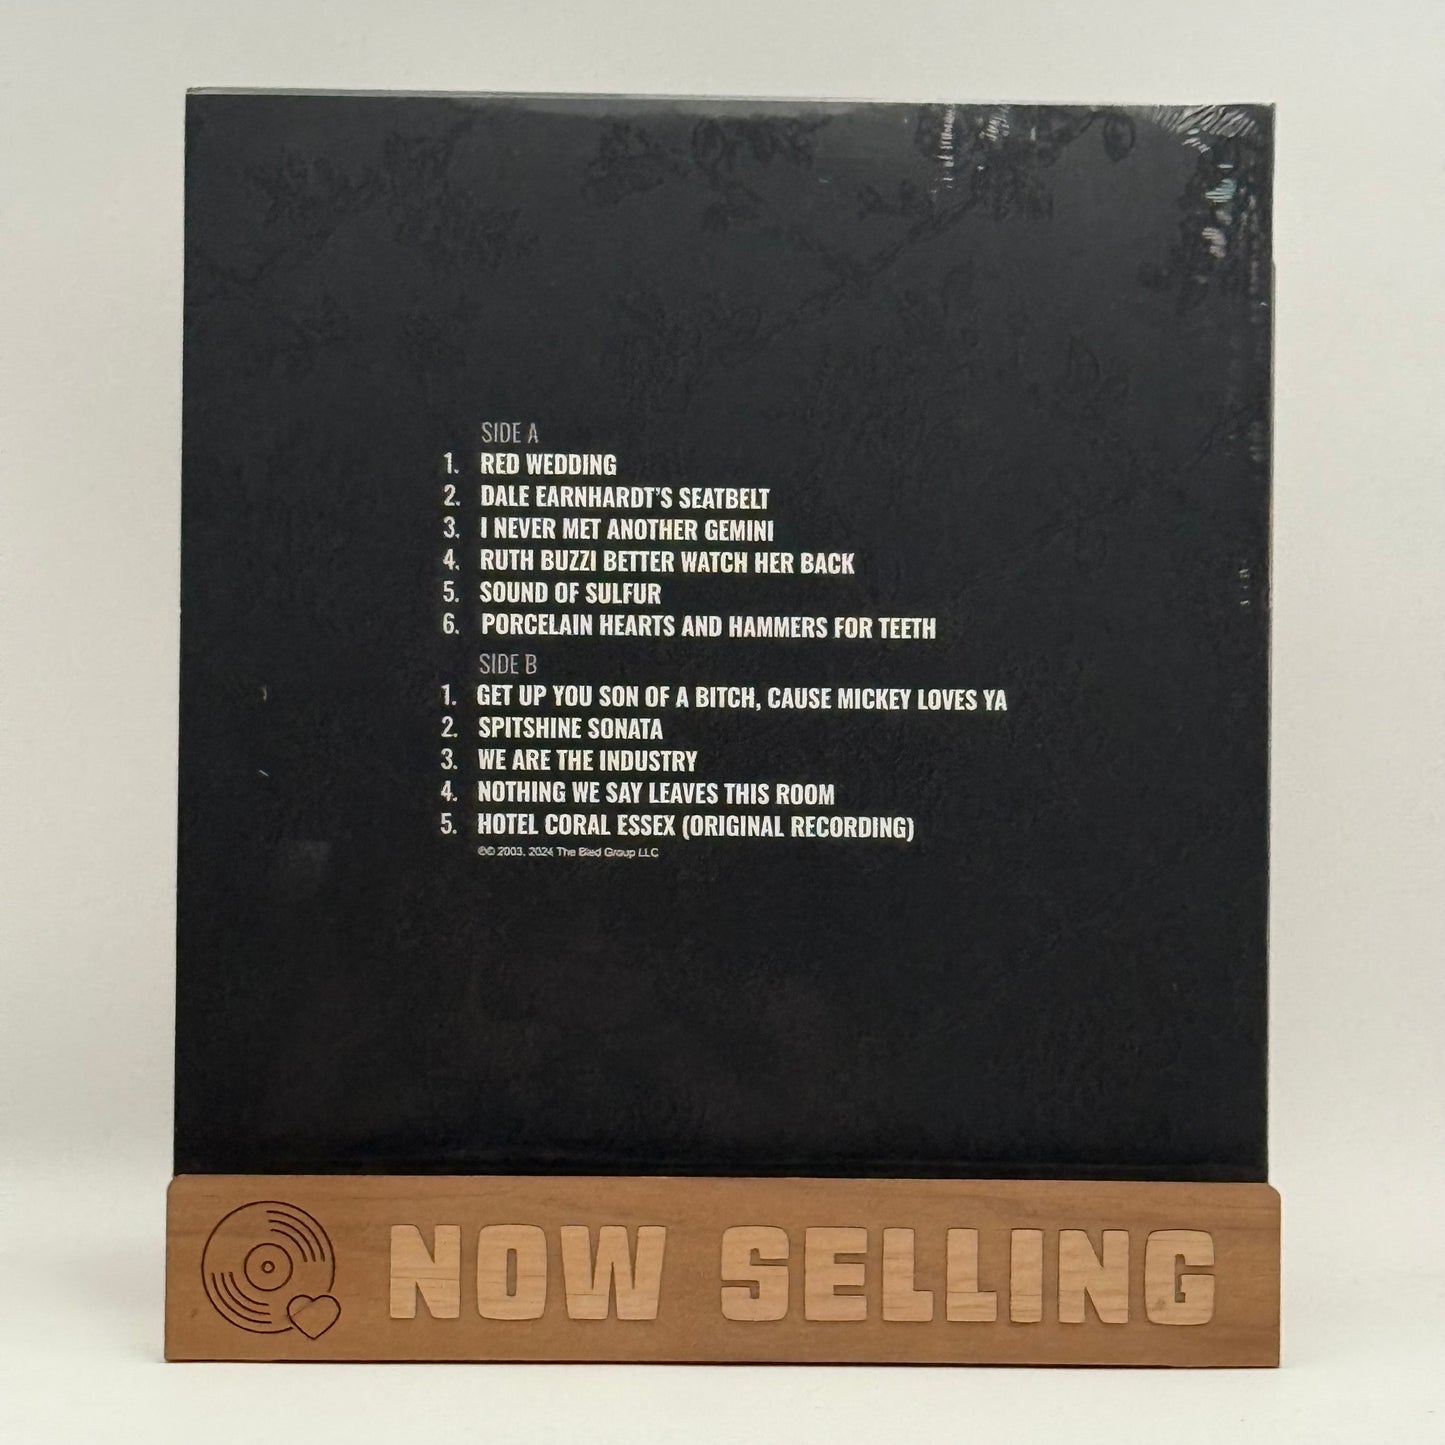 SIDE A
1. RED WEDDING
2. DALE EARNHARDT'S SEATBELT
3. I NEVER MET ANOTHER GEMINI
4. RUTH BUZZI BETTER WATCH HER BACK
5. SOUND OF SULFUR
6. PORCELAIN HEARTS AND HAMMERS FOR TEETH
SIDE B
1. GET UP YOU SON OF A BITCH, CAUSE MICKEY LOVES YA
2. SPITSHINE SONATA
3. WE ARE THE INDUSTRY
4. NOTHING WE SAY LEAVES THIS ROOM
5. HOTEL CORAL ESSEX (ORIGINAL RECORDING)
℗© 2003, 2024 The Bled Group LLC
NOW SELLING